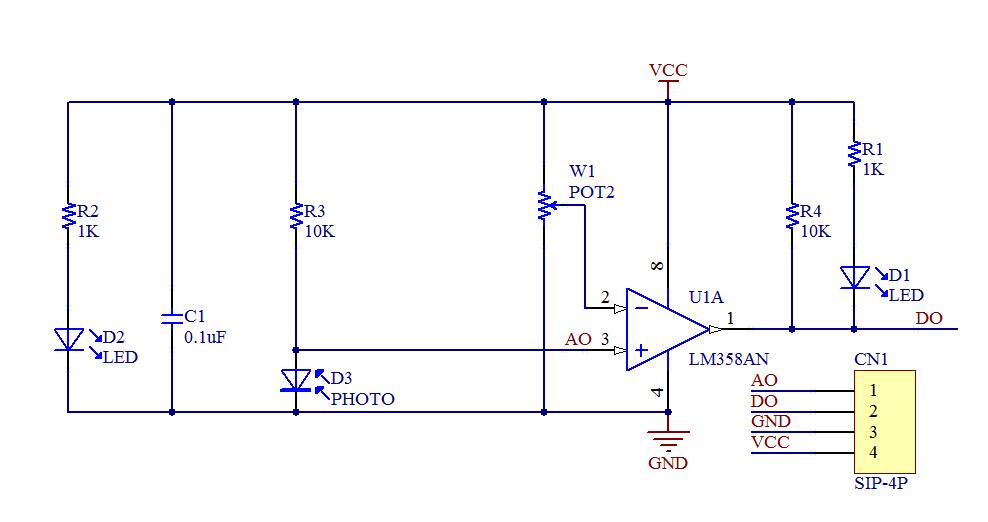 VCC
R2
1K
D2
LED
C1
0.1uF
R3
10K
D3
PHOTO
W1
POT2
AO
2
3
8
4
1
U1A
LM358AN
GND
R4
10K
R1
1K
D1
LED
DO
CN1
AO 1
DO 2
GND 3
VCC 4
SIP-4P